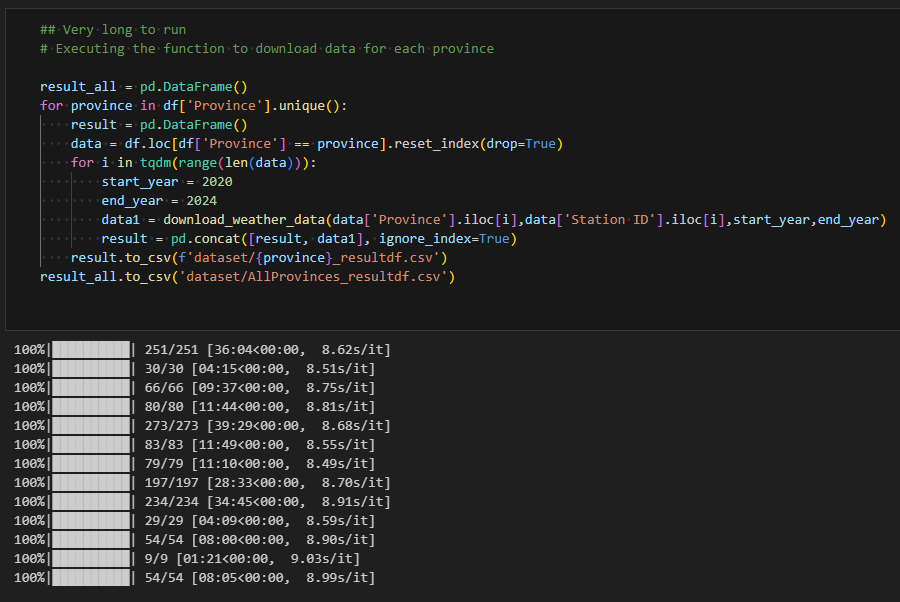 ## Very long to run
# Executing the function to download data for each province
result_all = pd.DataFrame()
for province in df['Province'].unique():
    result = pd.DataFrame()
    data = df.loc[df['Province'] == province].reset_index(drop=True)
    for i in tqdm(range(len(data))):
        start_year = 2020
        end_year = 2024
        data1 = download_weather_data(data['Province'].iloc[i],data['Station ID'].iloc[i],start_year,end_year)
        result = pd.concat([result, data1], ignore_index=True)
    result.to_csv(f'dataset/{province}_resultdf.csv')
result_all.to_csv('dataset/AllProvinces_resultdf.csv')
100%|██████████| 251/251 [36:04<00:00,  8.62s/it]
100%|██████████| 30/30 [04:15<00:00,  8.51s/it]
100%|██████████| 66/66 [09:37<00:00,  8.75s/it]
100%|██████████| 80/80 [11:44<00:00,  8.81s/it]
100%|██████████| 273/273 [39:29<00:00,  8.68s/it]
100%|██████████| 83/83 [11:49<00:00,  8.55s/it]
100%|██████████| 79/79 [11:10<00:00,  8.49s/it]
100%|██████████| 197/197 [28:33<00:00,  8.70s/it]
100%|██████████| 234/234 [34:45<00:00,  8.91s/it]
100%|██████████| 29/29 [04:09<00:00,  8.59s/it]
100%|██████████| 54/54 [08:00<00:00,  8.90s/it]
100%|██████████| 9/9 [01:21<00:00,  9.03s/it]
100%|██████████| 54/54 [08:05<00:00,  8.99s/it]